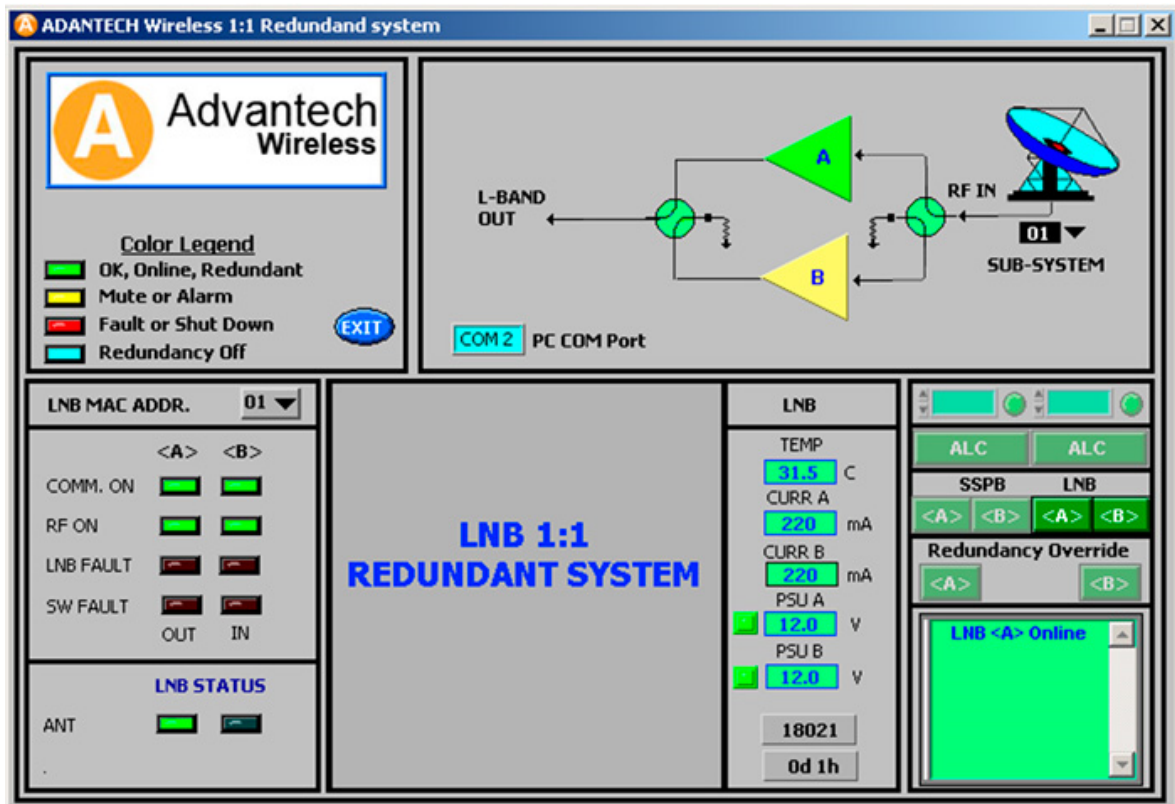 ADANTECH Wireless 1:1 Redundand system
A Advantech
Wireless
Color Legend
OK, Online, Redundant
Mute or Alarm
Fault or Shut Down
Redundancy Off
EXIT
L-BAND
OUT
A
B
RF IN
01
SUB-SYSTEM
COM 2 PC COM Port
LNB MAC ADDR. 01
<A> <B>
COMM. ON
RF ON
LNB FAULT
SW FAULT
OUT IN
LNB STATUS
ANT
.
LNB 1:1
REDUNDANT SYSTEM
LNB
TEMP
31.5 C
CURR A
220 mA
CURR B
220 mA
PSU A
12.0 V
PSU B
12.0 V
18021
0d 1h
ALC ALC
SSPB LNB
<A> <B> <A> <B>
Redundancy Override
<A> <B>
LNB <A> Online